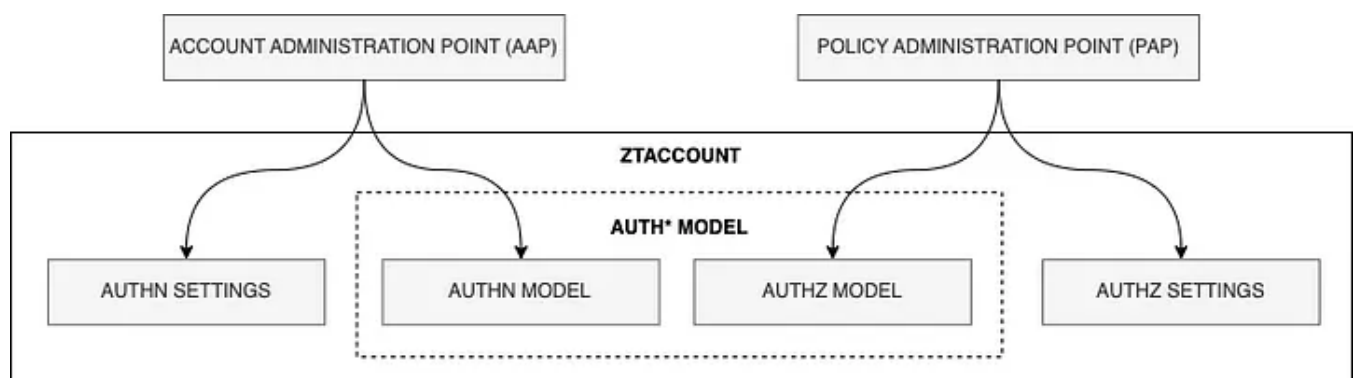 ACCOUNT ADMINISTRATION POINT (AAP)
POLICY ADMINISTRATION POINT (PAP)
ZTACCOUNT
AUTH* MODEL
AUTHN SETTINGS
AUTHN MODEL
AUTHZ MODEL
AUTHZ SETTINGS